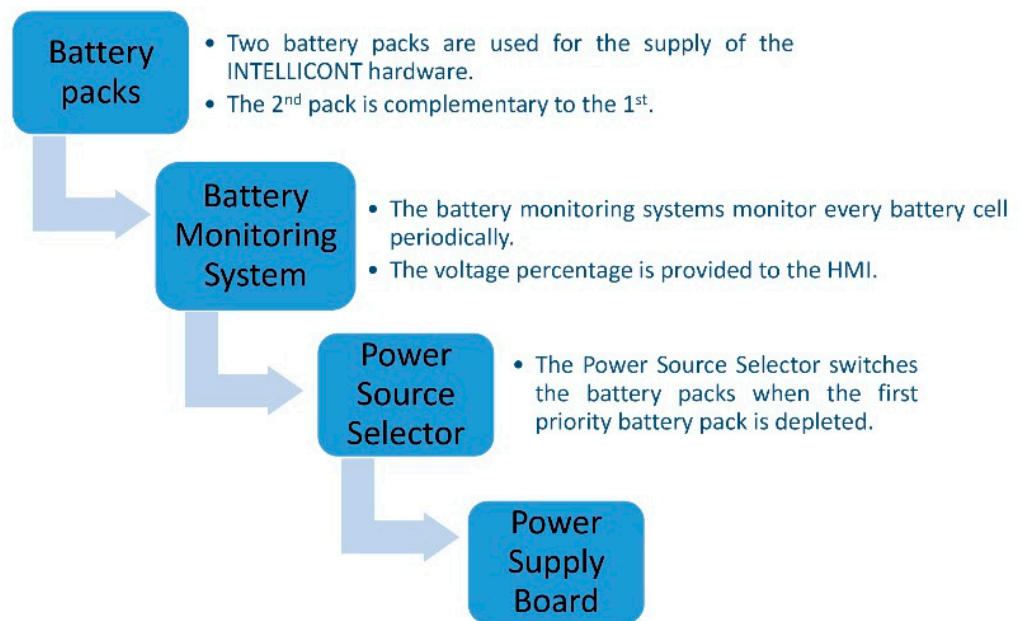 Battery
packs
• Two battery packs are used for the supply of the
INTELLICONT hardware.
• The 2nd pack is complementary to the 1st.
Battery
Monitoring
System
• The battery monitoring systems monitor every battery cell
periodically.
• The voltage percentage is provided to the HMI.
Power
Source
Selector
• The Power Source Selector switches
the battery packs when the first
priority battery pack is depleted.
Power
Supply
Board